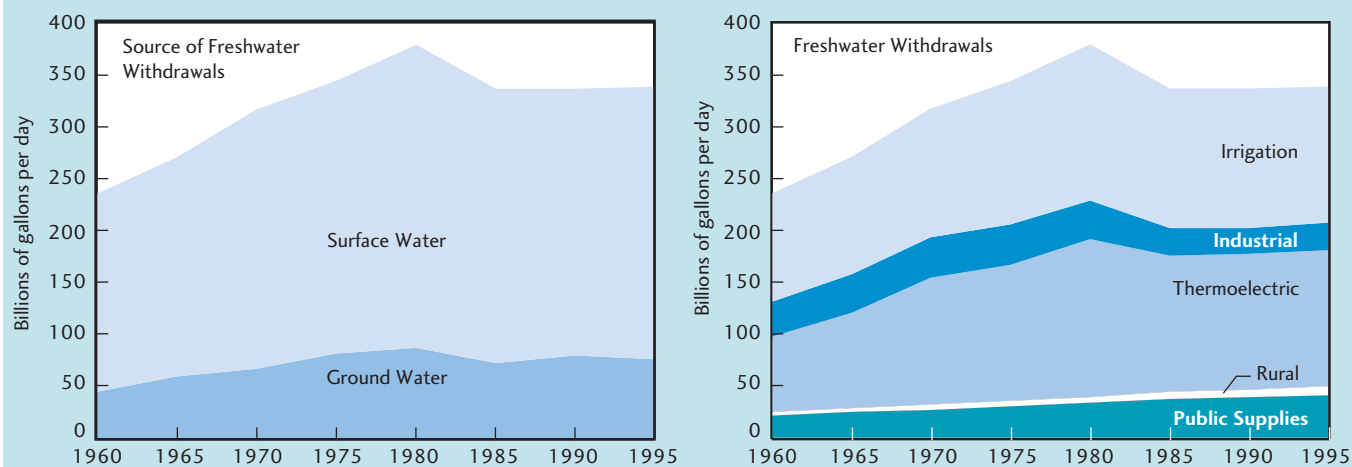 Source of Freshwater
Withdrawals
Billions of gallons per day
400
350
300
250
200
150
100
50
0
Surface Water
Ground Water
1960 1965 1970 1975 1980 1985 1990 1995
Freshwater Withdrawals
Billions of gallons per day
400
350
300
250
200
150
100
50
0
Irrigation
Industrial
Thermoelectric
Rural
Public Supplies
1960 1965 1970 1975 1980 1985 1990 1995